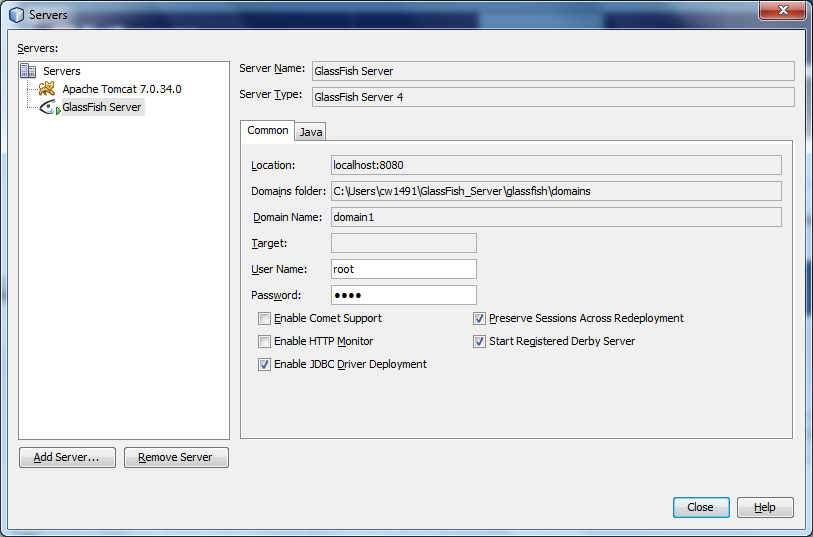 Servers
Servers:
Servers
Apache Tomcat 7.0.34.0
GlassFish Server
Add Server...
Remove Server
Server Name: GlassFish Server
Server Type: GlassFish Server 4
Common Java
Location: localhost:8080
Domains folder: C:\Users\cw1491\GlassFish_Server\glassfish\domains
Domain Name: domain1
Target:
User Name: root
Password: ●●●●
Enable Comet Support Preserve Sessions Across Redeployment
Enable HTTP Monitor Start Registered Derby Server
Enable JDBC Driver Deployment
Close Help